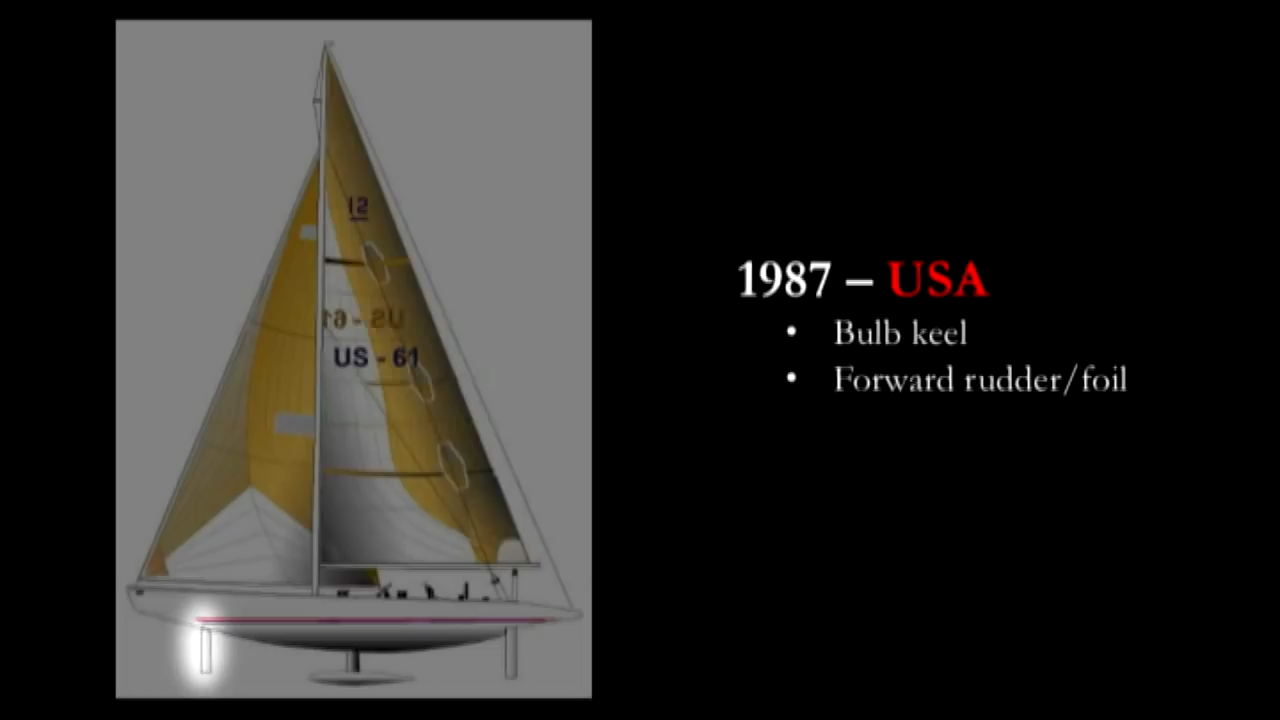 12
US - 61
US - 61
1987 – USA
• Bulb keel
• Forward rudder/foil